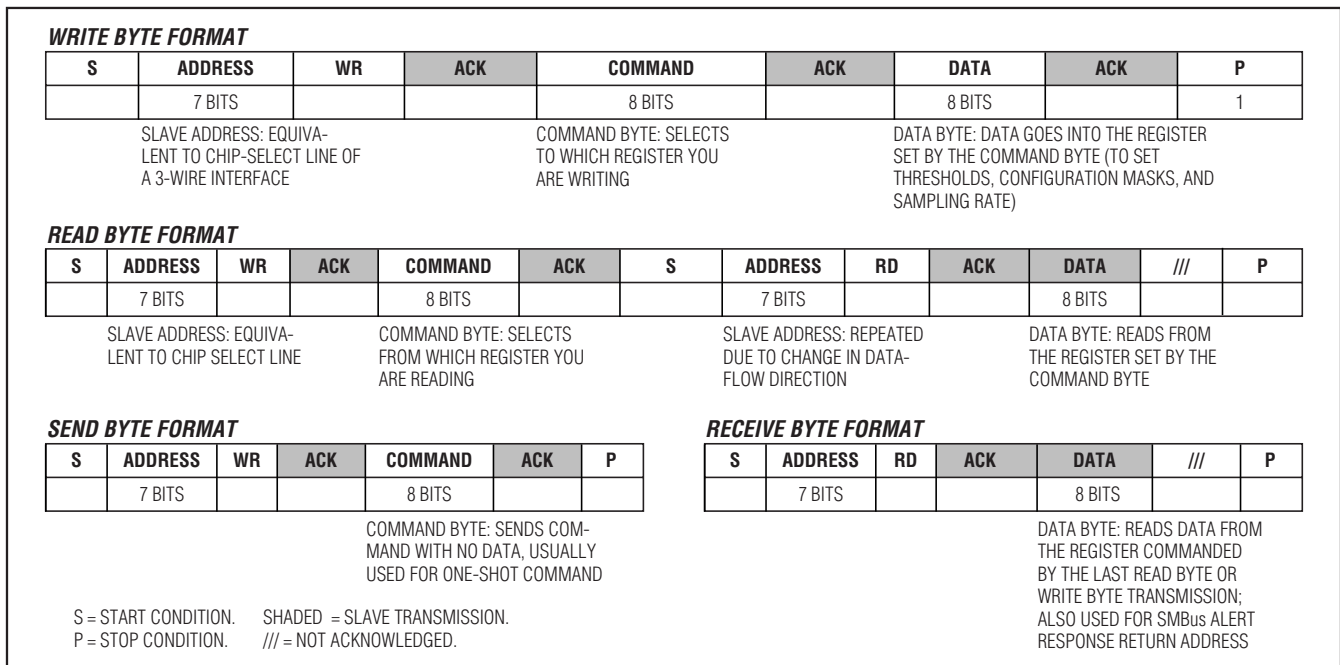 WRITE BYTE FORMAT
S ADDRESS WR ACK COMMAND ACK DATA ACK P
7 BITS 8 BITS 8 BITS 1
SLAVE ADDRESS: EQUIVA-
LENT TO CHIP-SELECT LINE OF
A 3-WIRE INTERFACE
COMMAND BYTE: SELECTS
TO WHICH REGISTER YOU
ARE WRITING
DATA BYTE: DATA GOES INTO THE REGISTER
SET BY THE COMMAND BYTE (TO SET
THRESHOLDS, CONFIGURATION MASKS, AND
SAMPLING RATE)
READ BYTE FORMAT
S ADDRESS WR ACK COMMAND ACK S ADDRESS RD ACK DATA /// P
7 BITS 8 BITS 7 BITS 8 BITS
SLAVE ADDRESS: EQUIVA-
LENT TO CHIP SELECT LINE
COMMAND BYTE: SELECTS
FROM WHICH REGISTER YOU
ARE READING
SLAVE ADDRESS: REPEATED
DUE TO CHANGE IN DATA-
FLOW DIRECTION
DATA BYTE: READS FROM
THE REGISTER SET BY THE
COMMAND BYTE
SEND BYTE FORMAT
S ADDRESS WR ACK COMMAND ACK P
7 BITS 8 BITS
COMMAND BYTE: SENDS COM-
MAND WITH NO DATA, USUALLY
USED FOR ONE-SHOT COMMAND
RECEIVE BYTE FORMAT
S ADDRESS RD ACK DATA /// P
7 BITS 8 BITS
DATA BYTE: READS DATA FROM
THE REGISTER COMMANDED
BY THE LAST READ BYTE OR
WRITE BYTE TRANSMISSION;
ALSO USED FOR SMBus ALERT
RESPONSE RETURN ADDRESS
S = START CONDITION. SHADED = SLAVE TRANSMISSION.
P = STOP CONDITION. /// = NOT ACKNOWLEDGED.